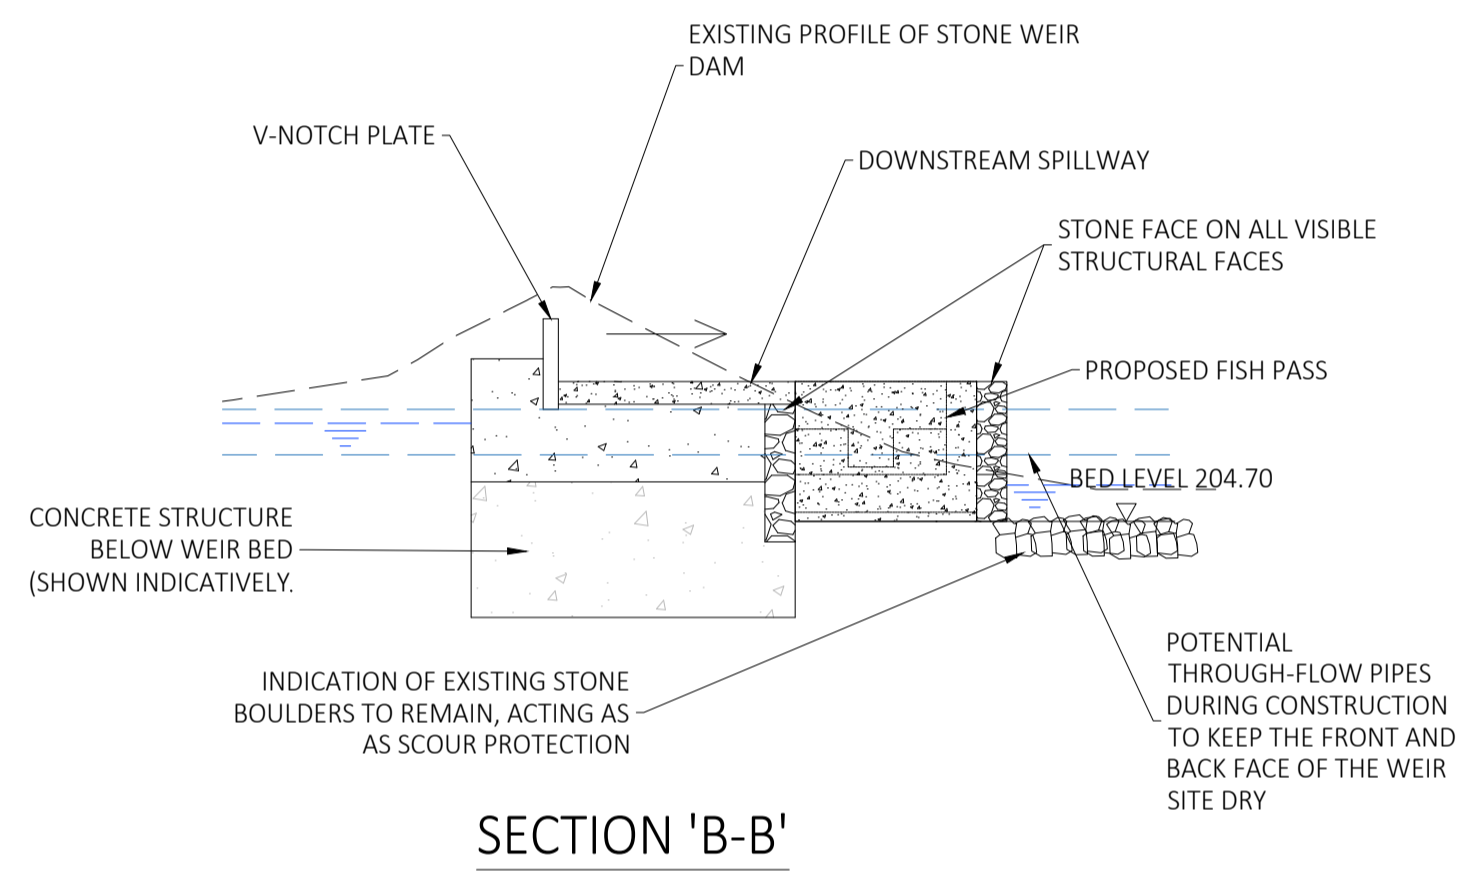 EXISTING PROFILE OF STONE WEIR
DAM
V-NOTCH PLATE
DOWNSTREAM SPILLWAY
STONE FACE ON ALL VISIBLE
STRUCTURAL FACES
PROPOSED FISH PASS
BED LEVEL 204.70
CONCRETE STRUCTURE
BELOW WEIR BED
(SHOWN INDICATIVELY.
INDICATION OF EXISTING STONE
BOULDERS TO REMAIN, ACTING AS
AS SCOUR PROTECTION
POTENTIAL
THROUGH-FLOW PIPES
DURING CONSTRUCTION
TO KEEP THE FRONT AND
BACK FACE OF THE WEIR
SITE DRY
SECTION 'B-B'